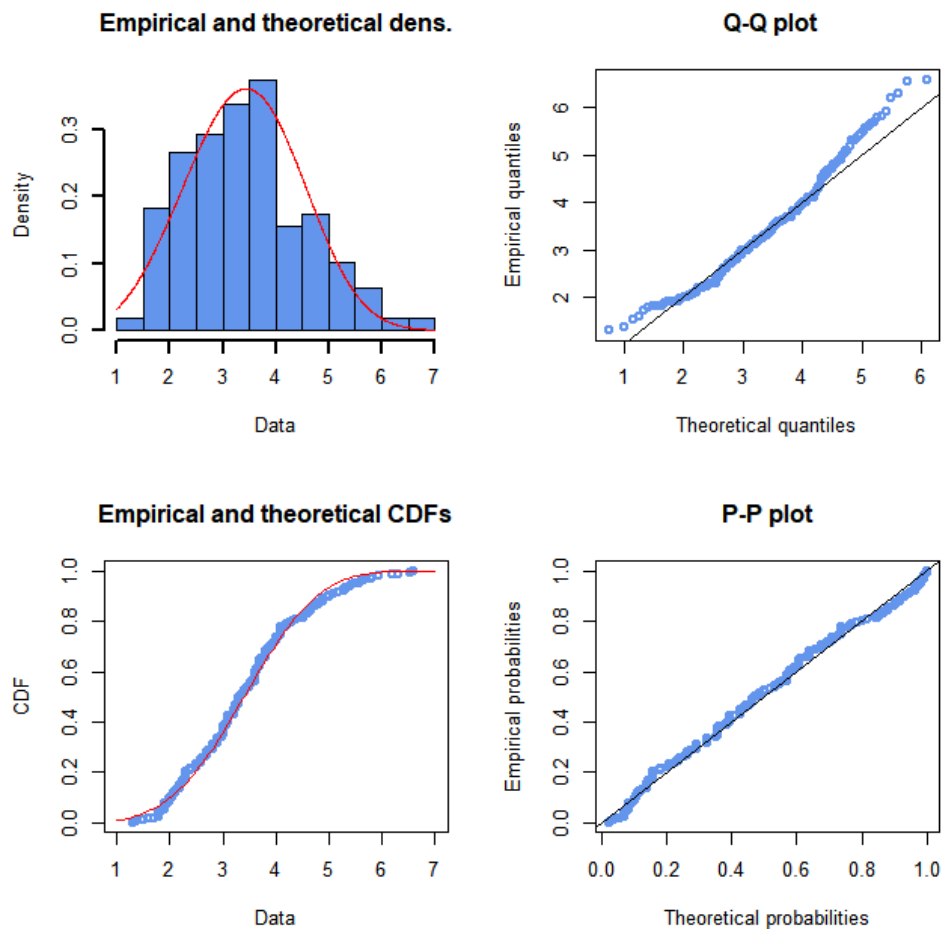 Empirical and theoretical dens.
Density
0.0 0.1 0.2 0.3
1 2 3 4 5 6 7
Data
Q-Q plot
Empirical quantiles
2 3 4 5 6
1 2 3 4 5 6
Theoretical quantiles
Empirical and theoretical CDFs
CDF
0.0 0.2 0.4 0.6 0.8 1.0
1 2 3 4 5 6 7
Data
P-P plot
Empirical probabilities
0.0 0.2 0.4 0.6 0.8 1.0
0.0 0.2 0.4 0.6 0.8 1.0
Theoretical probabilities